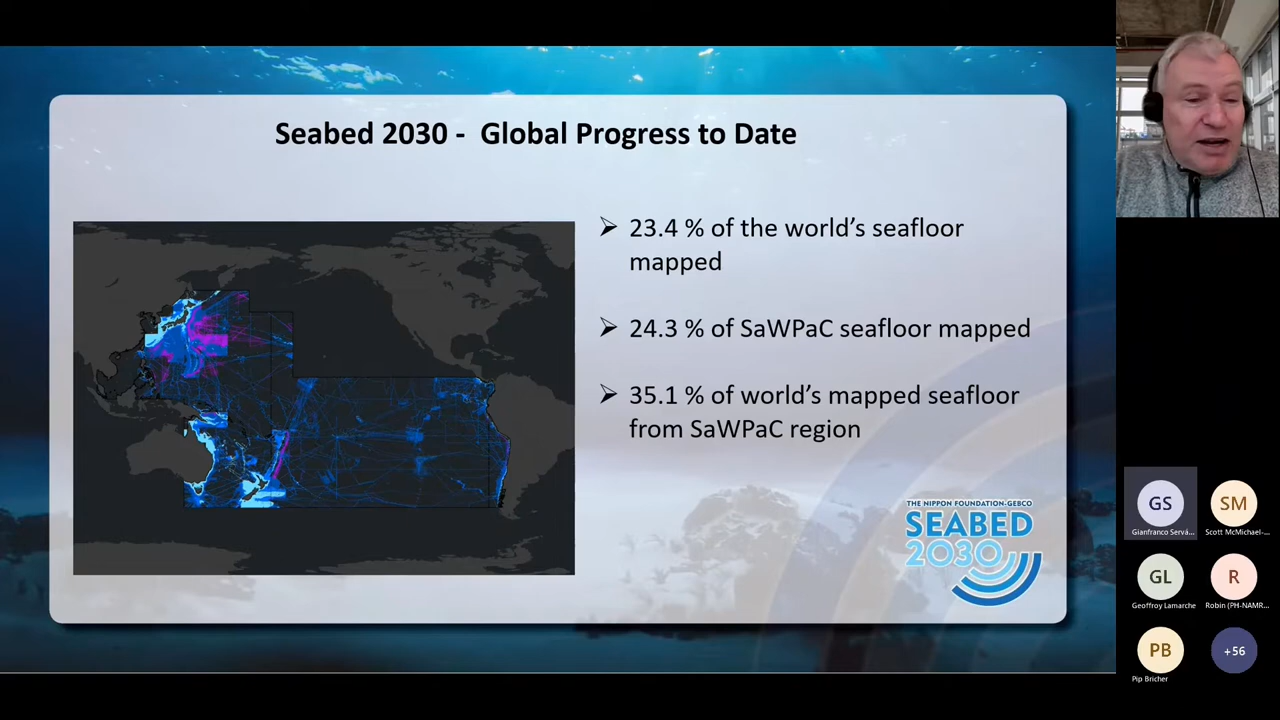 Seabed 2030 - Global Progress to Date
➢ 23.4 % of the world's seafloor
mapped
➢ 24.3 % of SaWPaC seafloor mapped
➢ 35.1 % of world's mapped seafloor
from SaWPaC region
THE NIPPON FOUNDATION-GEBCO
SEABED
2030
GS
Gianfranco Servá...
SM
Scott McMichael-...
GL
Geoffroy Lamarche
R
Robin (PH-NAMR...
PB
Pip Bricher
+56